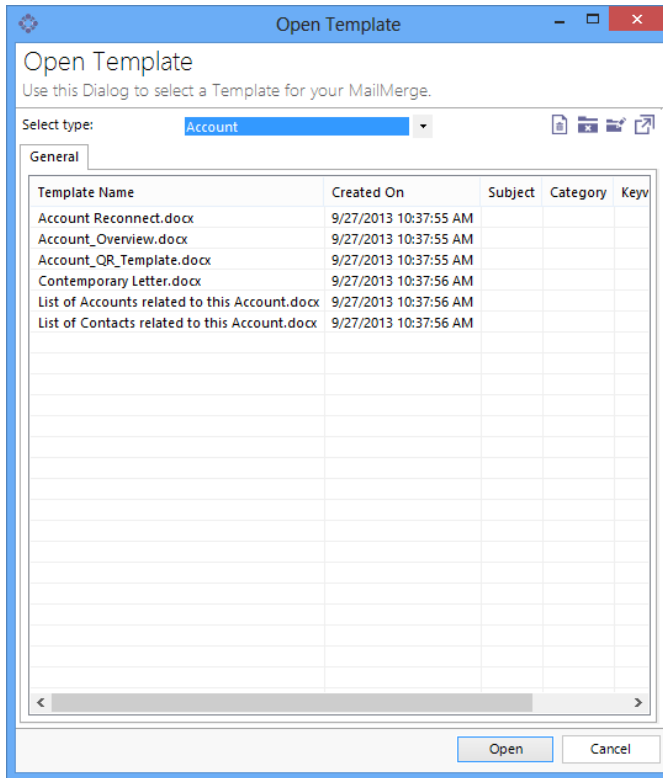 Open Template
Open Template
Use this Dialog to select a Template for your MailMerge.
Select type: Account
General
Template Name Created On Subject Category Keyv
Account Reconnect.docx 9/27/2013 10:37:55 AM
Account_Overview.docx 9/27/2013 10:37:55 AM
Account_QR_Template.docx 9/27/2013 10:37:55 AM
Contemporary Letter.docx 9/27/2013 10:37:56 AM
List of Accounts related to this Account.docx 9/27/2013 10:37:56 AM
List of Contacts related to this Account.docx 9/27/2013 10:37:56 AM
Open Cancel